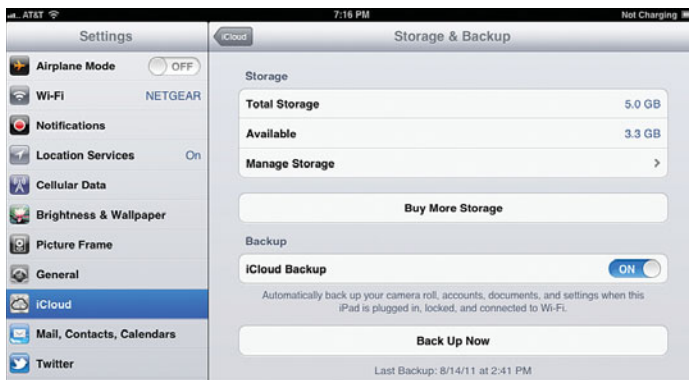 AT&T
7:16 PM
Not Charging
Settings
Airplane Mode OFF
Wi-Fi NETGEAR
Notifications
Location Services On
Cellular Data
Brightness & Wallpaper
Picture Frame
General
iCloud
Mail, Contacts, Calendars
Twitter
iCloud
Storage & Backup
Storage
Total Storage 5.0 GB
Available 3.3 GB
Manage Storage
Buy More Storage
Backup
iCloud Backup ON
Automatically back up your camera roll, accounts, documents, and settings when this
iPad is plugged in, locked, and connected to Wi-Fi.
Back Up Now
Last Backup: 8/14/11 at 2:41 PM